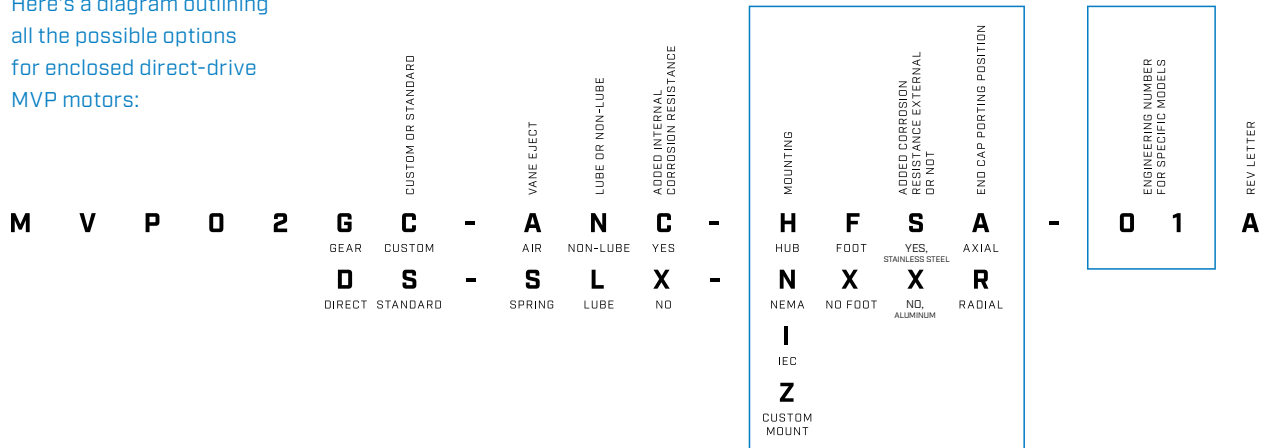 Here's a diagram outlining
all the possible options
for enclosed direct-drive
MVP motors:
CUSTOM OR STANDARD
VANE EJECT
LUBE OR NON-LUBE
ADDED INTERNAL
CORROSION RESISTANCE
MOUNTING
ADDED CORROSION
RESISTANCE EXTERNAL
OR NOT
END CAP PORTING POSITION
ENGINEERING NUMBER
FOR SPECIFIC MODELS
REV LETTER
M V P 0 2 G C - A N C - H F S A - 0 1 A
GEAR CUSTOM AIR NON-LUBE YES HUB FOOT YES, AXIAL
STAINLESS STEEL
D S - S L X - N X X R
DIRECT STANDARD SPRING LUBE NO NEMA NO FOOT NO, RADIAL
ALUMINUM
I
IEC
Z
CUSTOM
MOUNT